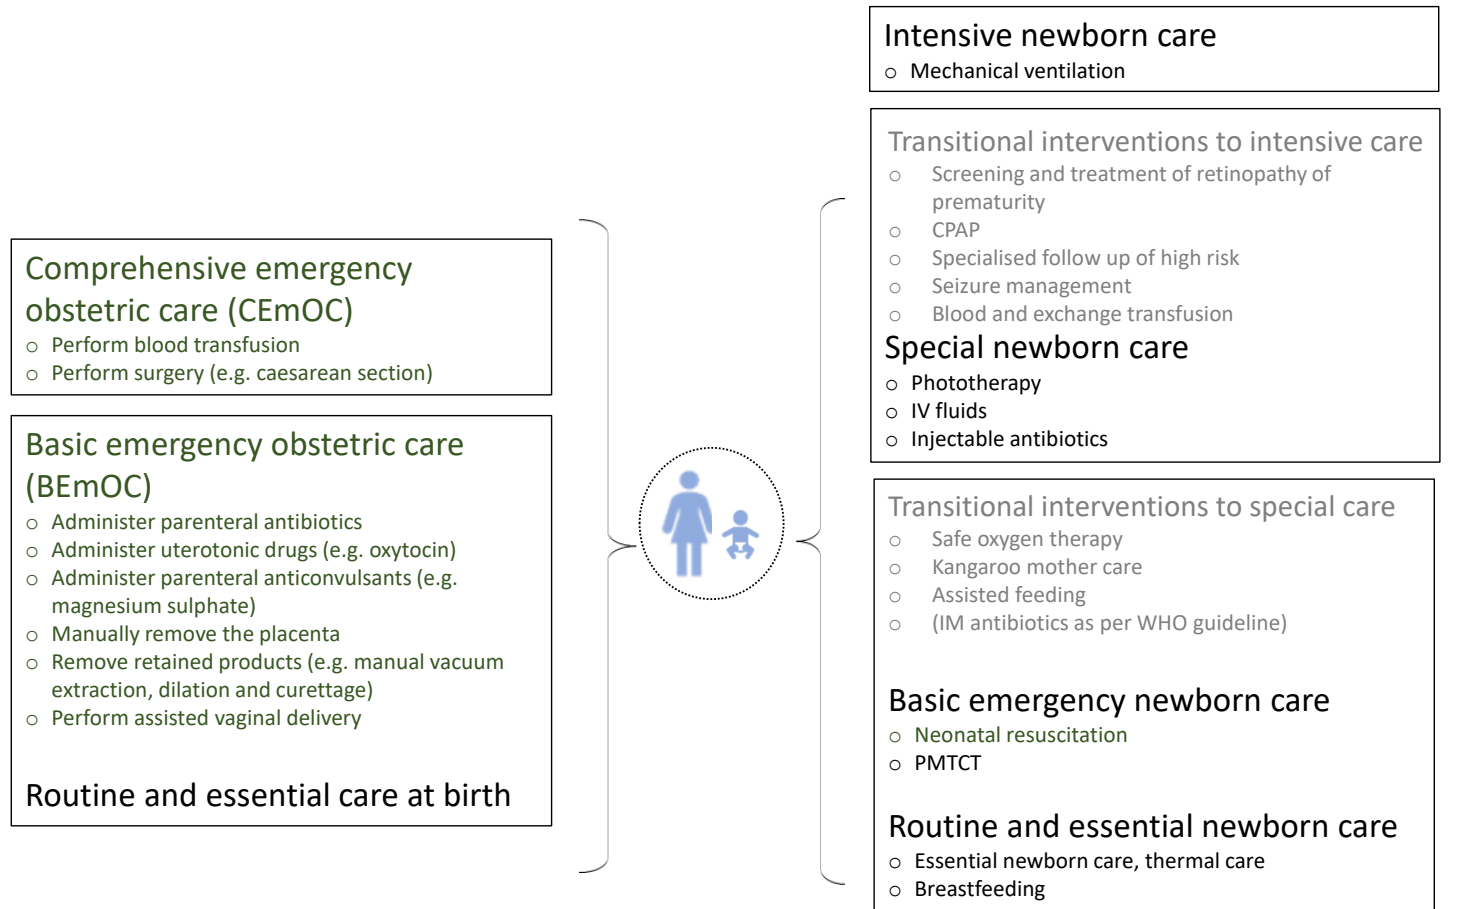 Comprehensive emergency
obstetric care (CEmOC)
o Perform blood transfusion
o Perform surgery (e.g. caesarean section)
Basic emergency obstetric care
(BEmOC)
o Administer parenteral antibiotics
o Administer uterotonic drugs (e.g. oxytocin)
o Administer parenteral anticonvulsants (e.g.
magnesium sulphate)
o Manually remove the placenta
o Remove retained products (e.g. manual vacuum
extraction, dilation and curettage)
o Perform assisted vaginal delivery
Routine and essential care at birth
Intensive newborn care
o Mechanical ventilation
Transitional interventions to intensive care
o Screening and treatment of retinopathy of
prematurity
o CPAP
o Specialised follow up of high risk
o Seizure management
o Blood and exchange transfusion
Special newborn care
o Phototherapy
o IV fluids
o Injectable antibiotics
Transitional interventions to special care
o Safe oxygen therapy
o Kangaroo mother care
o Assisted feeding
o (IM antibiotics as per WHO guideline)
Basic emergency newborn care
o Neonatal resuscitation
o PMTCT
Routine and essential newborn care
o Essential newborn care, thermal care
o Breastfeeding